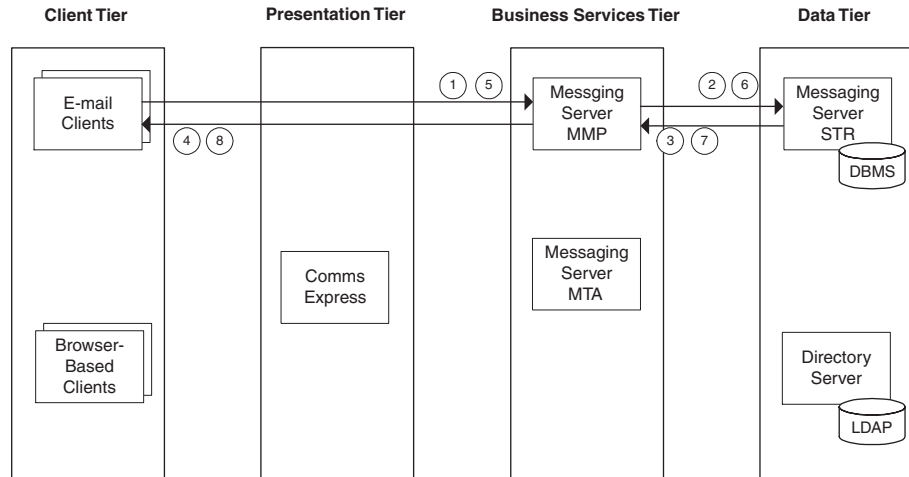 Client Tier
Presentation Tier
Business Services Tier
Data Tier
E-mail
Clients
1
5
Messging
Server
MMP
2
6
Messaging
Server
STR
DBMS
4
8
3
7
Comms
Express
Messaging
Server
MTA
Browser-
Based
Clients
Directory
Server
LDAP